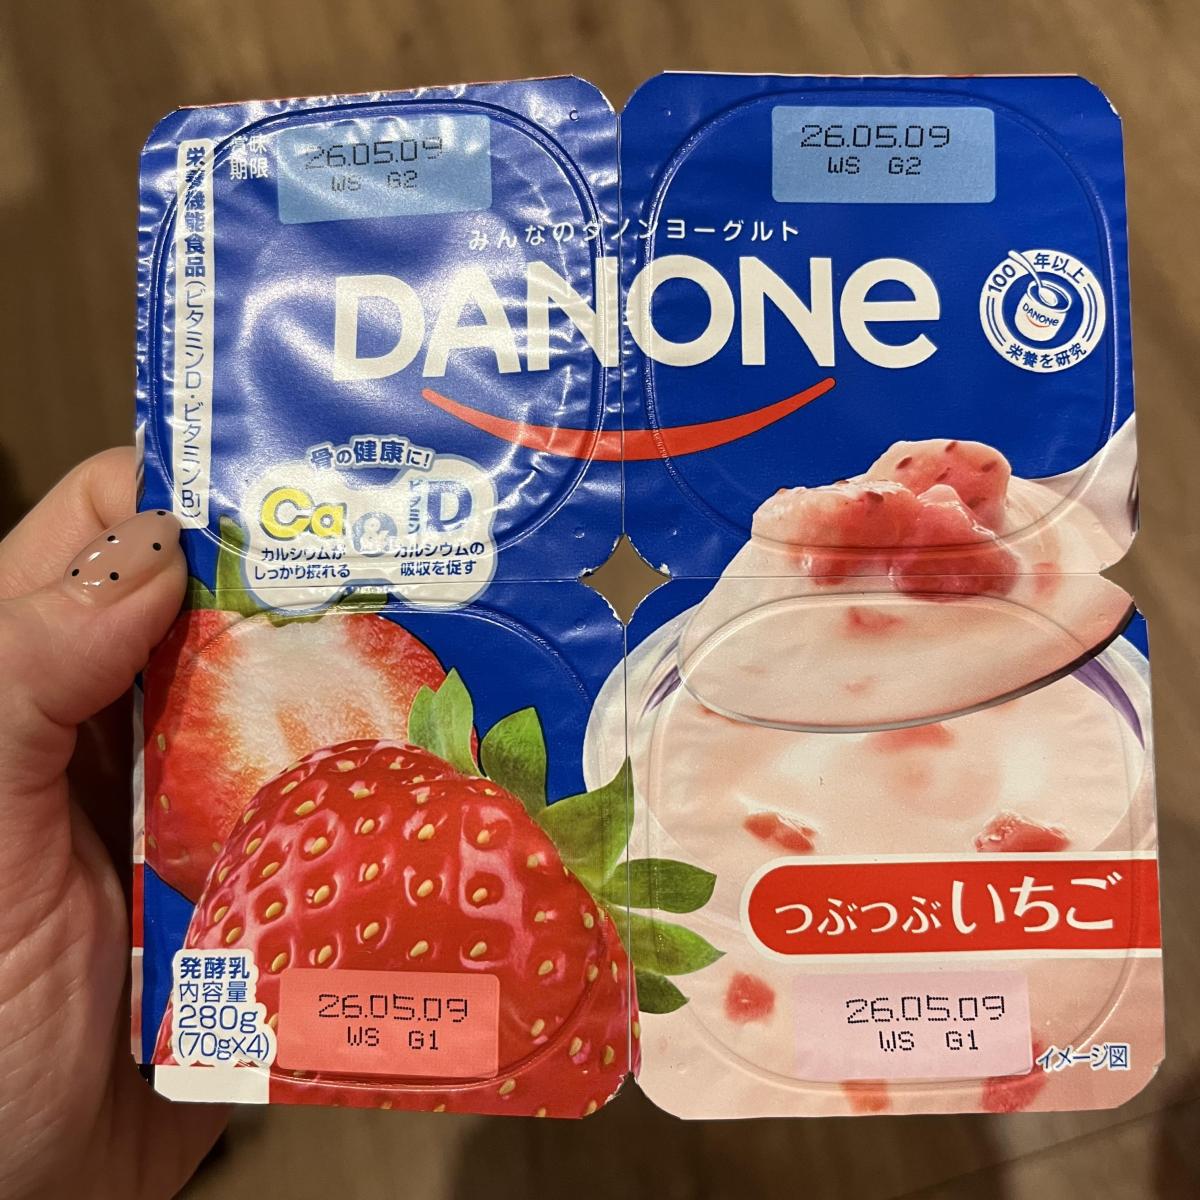 賞味
期限
26.05.09
WS G2
26.05.09
WS G2
栄養機能食品(ビタミンD・ビタミンB1)
みんなのダノンヨーグルト
DANONE
100年以上
DANONE
栄養を研究
骨の健康に!
Ca
&
ビタミン
D
カルシウムが
しっかり摂れる
カルシウムの
吸収を促す
つぶつぶいちご
発酵乳
内容量
280g
(70g×4)
26.05.09
WS G1
26.05.09
WS G1
イメージ図